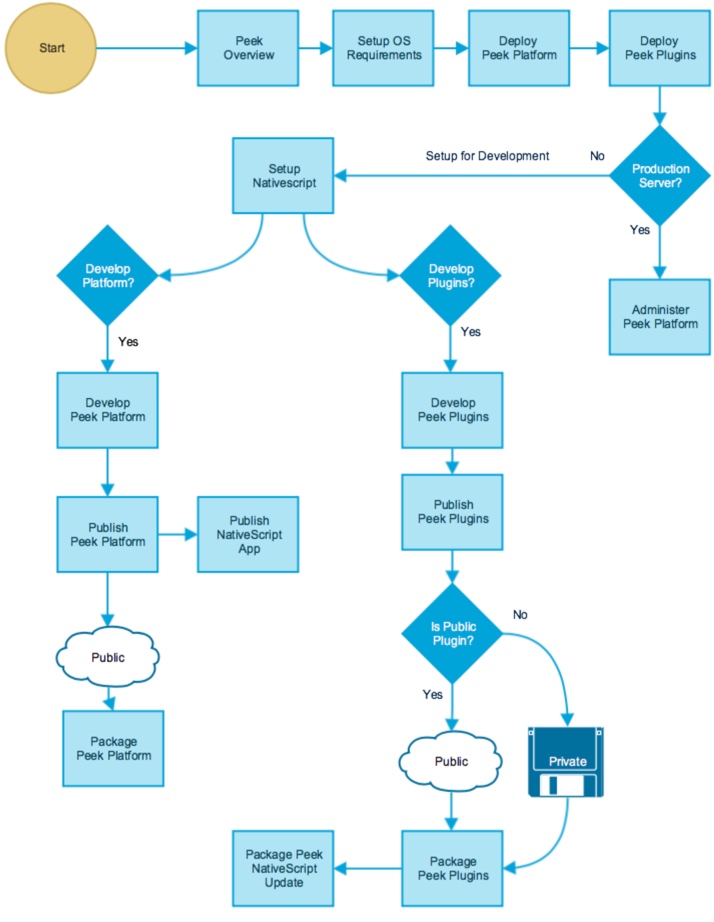 Start
Peek
Overview
Setup OS
Requirements
Deploy
Peek Platform
Deploy
Peek Plugins
Setup for Development
No
Production
Server?
Yes
Administer
Peek Platform
Setup
Nativescript
Develop
Platform?
Yes
Develop
Peek Platform
Publish
Peek Platform
Publish
NativeScript
App
Public
Package
Peek Platform
Develop
Plugins?
Yes
Develop
Peek Plugins
Publish
Peek Plugins
Is Public
Plugin?
No
Yes
Public
Private
Package
Peek Plugins
Package Peek
NativeScript
Update